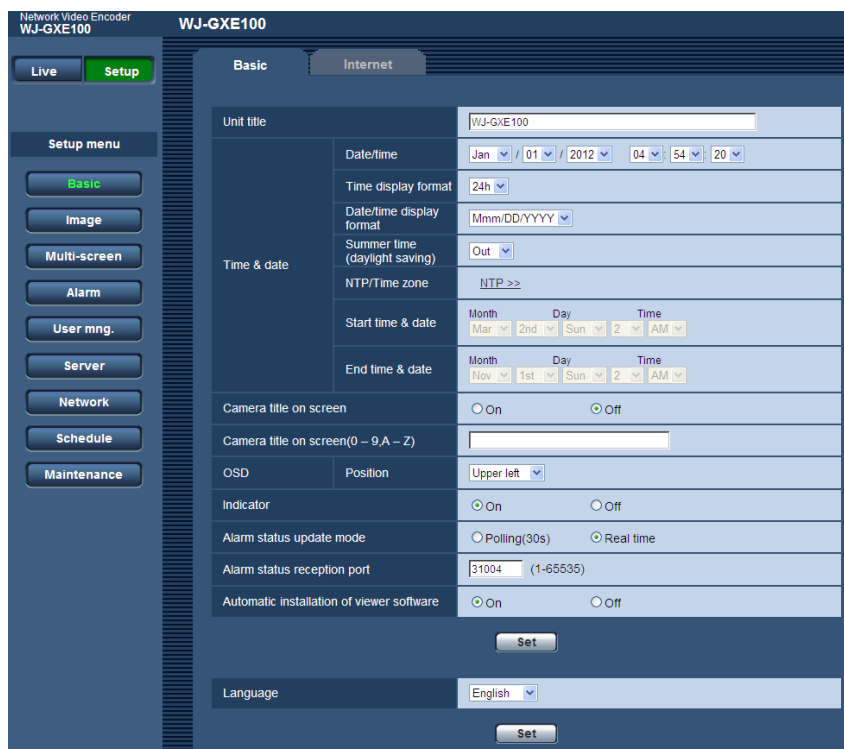 Network Video Encoder
WJ-GXE100
WJ-GXE100
Live
Setup
Basic
Internet
Setup menu
Basic
Image
Multi-screen
Alarm
User mng.
Server
Network
Schedule
Maintenance
Unit title
WJ-GXE100
Time & date
Date/time
Jan / 01 / 2012 04 : 54 : 20
Time display format
24h
Date/time display
format
Mmm/DD/YYYY
Summer time
(daylight saving)
Out
NTP/Time zone
NTP >>
Start time & date
Month Day Time
Mar 2nd Sun 2 AM
End time & date
Month Day Time
Nov 1st Sun 2 AM
Camera title on screen
On Off
Camera title on screen(0 – 9,A – Z)
OSD
Position
Upper left
Indicator
On Off
Alarm status update mode
Polling(30s) Real time
Alarm status reception port
31004 (1-65535)
Automatic installation of viewer software
On Off
Set
Language
English
Set